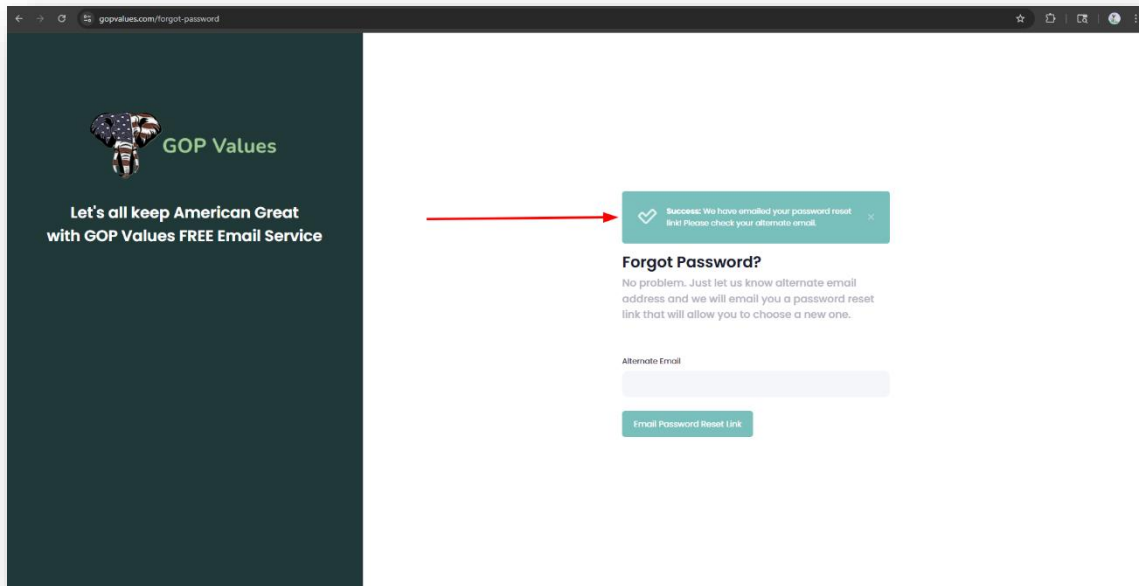 gopvalues.com/forgot-password
GOP Values
Let's all keep American Great
with GOP Values FREE Email Service
Success: We have emailed your password reset
link! Please check your alternate email.
Forgot Password?
No problem. Just let us know alternate email
address and we will email you a password reset
link that will allow you to choose a new one.
Alternate Email
Email Password Reset Link